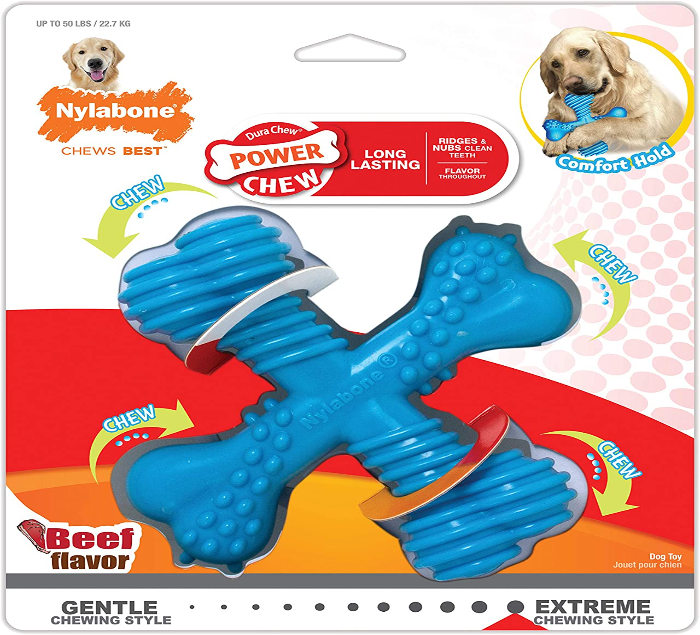 UP TO 50 LBS / 22.7 KG
Nylabone®
CHEWS BEST™
Dura Chew®
POWER
CHEW
LONG
LASTING
RIDGES &
NUBS CLEAN
TEETH
FLAVOR
THROUGHOUT
Comfort Hold
CHEW
CHEW
Nylabone®
CHEW
CHEW
Beef
flavor
Dog Toy
Jouet pour chien
GENTLE
CHEWING STYLE
EXTREME
CHEWING STYLE